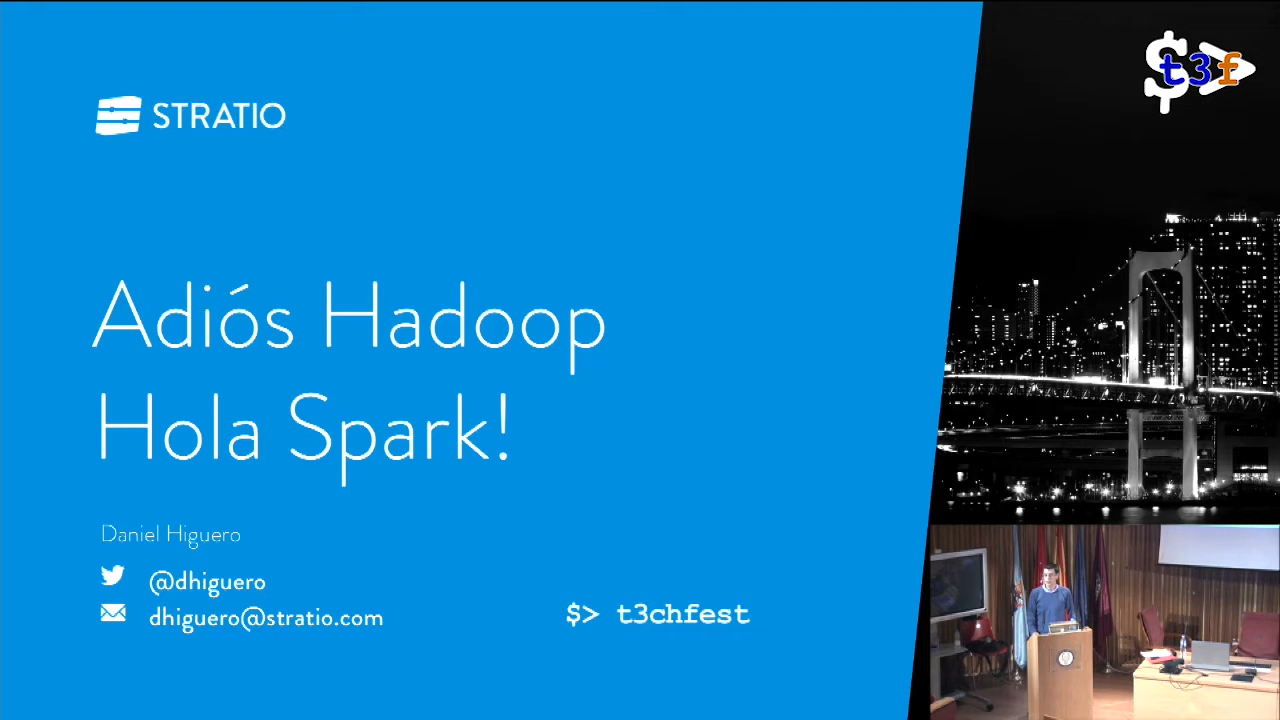 STRATIO
$t3f
Adiós Hadoop
Hola Spark!
Daniel Higuero
@dhiguero
dhiguero@stratio.com
$> t3chfest